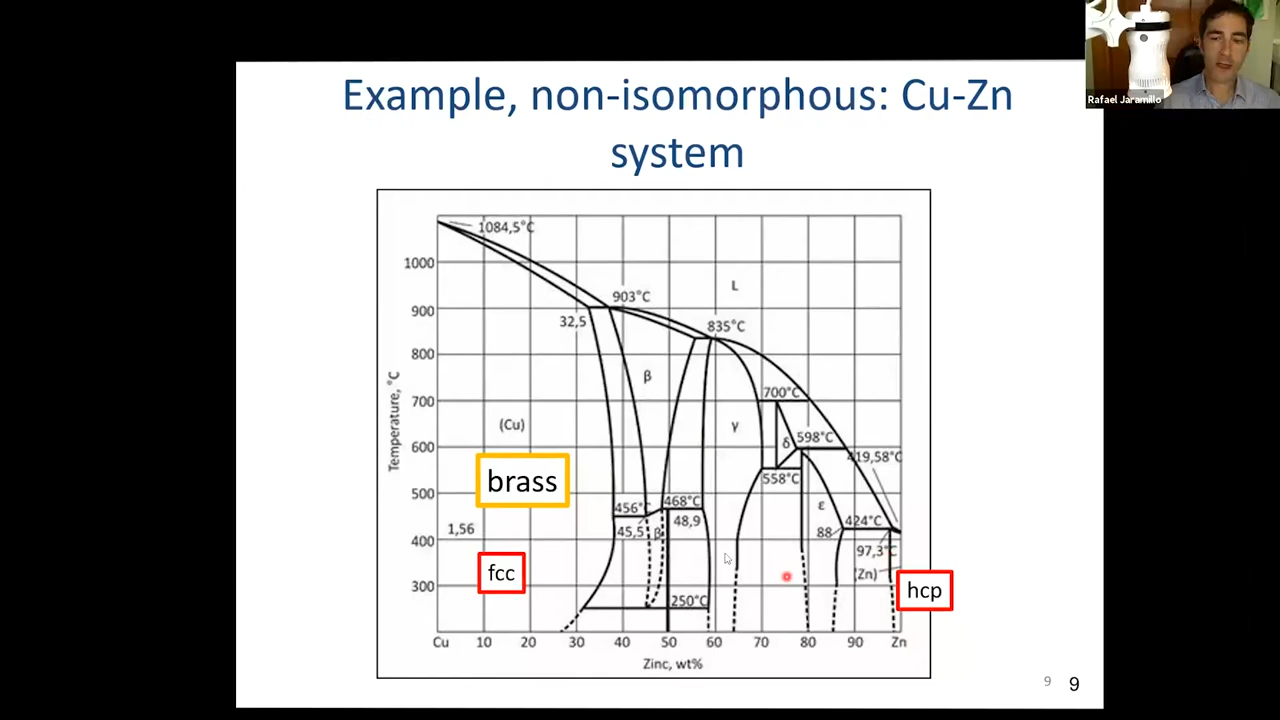 Rafael Jaramillo
Example, non-isomorphous: Cu-Zn
system
1084,5°C
1000
903°C
L
900
32,5
835°C
800
β
Temperature, °C
700
700°C
(Cu)
γ
δ
598°C
600
419,58°C
brass
558°C
500
456°C
468°C
ε
1,56
45,5
β
48,9
88
424°C
400
97,3°C
fcc
(Zn)
300
250°C
hcp
Cu 10 20 30 40 50 60 70 80 90 Zn
Zinc, wt%
9
9